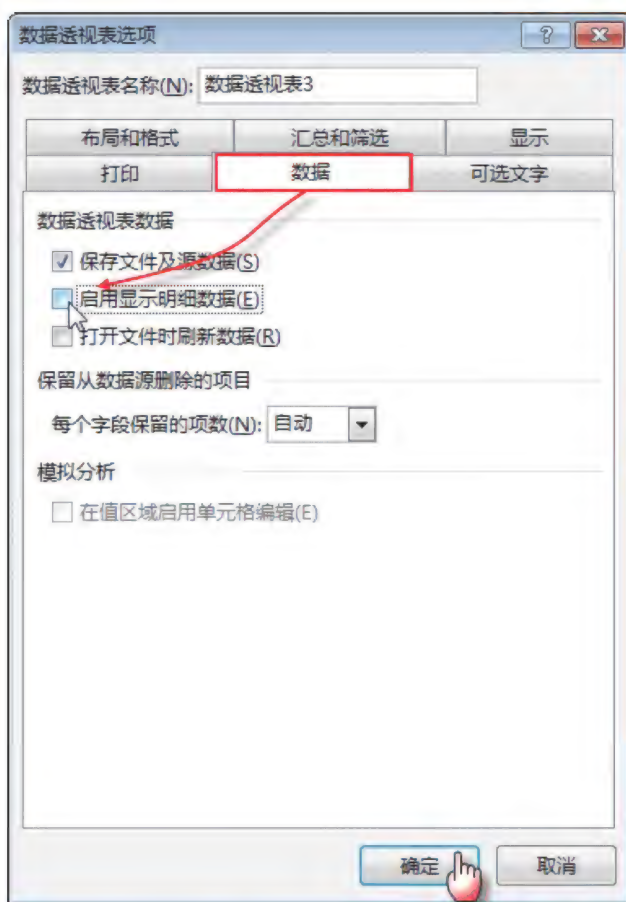 数据透视表选项
数据透视表名称(N): 数据透视表3
布局和格式 汇总和筛选 显示
打印 数据 可选文字
数据透视表数据
保存文件及源数据(S)
启用显示明细数据(E)
打开文件时刷新数据(R)
保留从数据源删除的项目
每个字段保留的项数(N): 自动
模拟分析
在值区域启用单元格编辑(E)
确定 取消